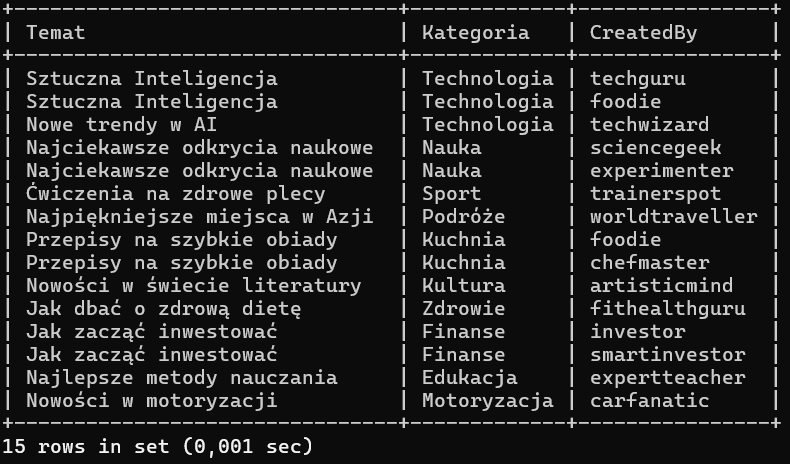 +---------------------------------+-------------+----------------+
| Temat                           | Kategoria   | CreatedBy      |
+---------------------------------+-------------+----------------+
| Sztuczna Inteligencja           | Technologia | techguru       |
| Sztuczna Inteligencja           | Technologia | foodie         |
| Nowe trendy w AI                | Technologia | techwizard     |
| Najciekawsze odkrycia naukowe   | Nauka       | sciencegeek    |
| Najciekawsze odkrycia naukowe   | Nauka       | experimenter   |
| Ćwiczenia na zdrowe plecy       | Sport       | trainerspot    |
| Najpiękniejsze miejsca w Azji   | Podróże     | worldtraveller |
| Przepisy na szybkie obiady      | Kuchnia     | foodie         |
| Przepisy na szybkie obiady      | Kuchnia     | chefmaster     |
| Nowości w świecie literatury    | Kultura     | artisticmind   |
| Jak dbać o zdrową dietę         | Zdrowie     | fithealthguru  |
| Jak zacząć inwestować           | Finanse     | investor       |
| Jak zacząć inwestować           | Finanse     | smartinvestor  |
| Najlepsze metody nauczania      | Edukacja    | expertteacher  |
| Nowości w motoryzacji           | Motoryzacja | carfanatic     |
+---------------------------------+-------------+----------------+
15 rows in set (0,001 sec)